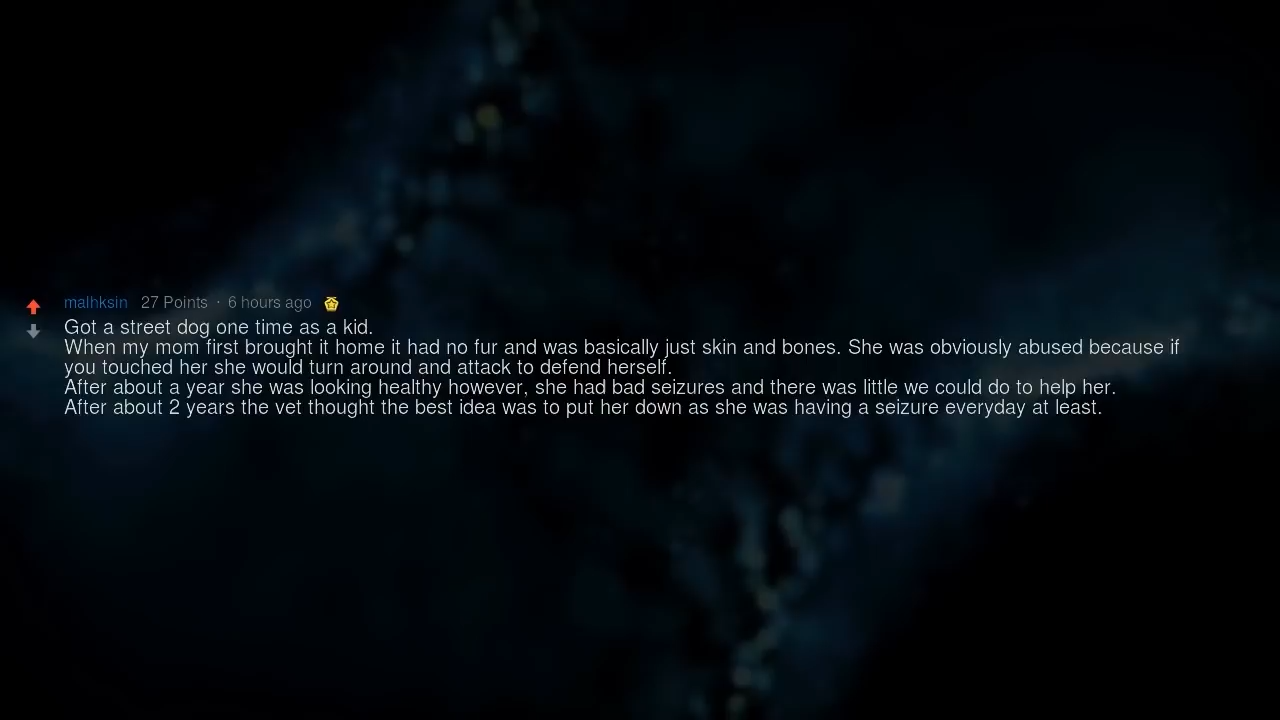 malhksin 27 Points · 6 hours ago
Got a street dog one time as a kid.
When my mom first brought it home it had no fur and was basically just skin and bones. She was obviously abused because if
you touched her she would turn around and attack to defend herself.
After about a year she was looking healthy however, she had bad seizures and there was little we could do to help her.
After about 2 years the vet thought the best idea was to put her down as she was having a seizure everyday at least.